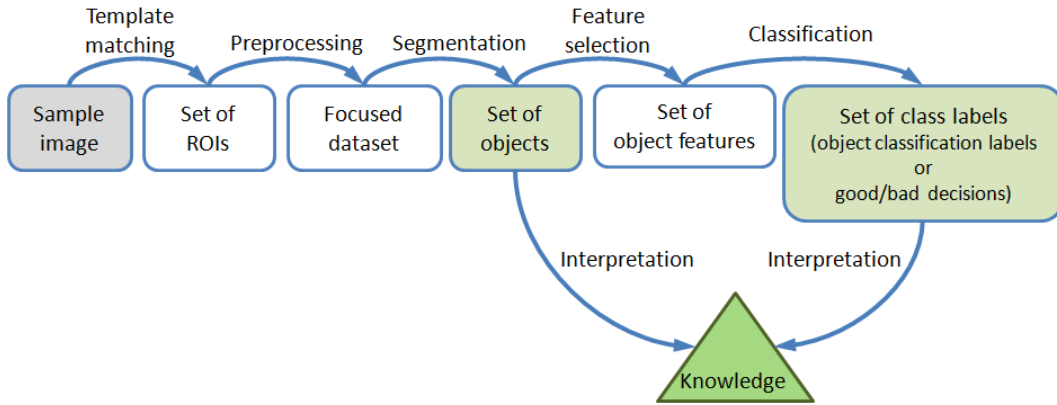 Template
matching
Preprocessing
Segmentation
Feature
selection
Classification
Sample
image
Set of
ROIs
Focused
dataset
Set of
objects
Set of
object features
Set of class labels
(object classification labels
or
good/bad decisions)
Interpretation
Interpretation
Knowledge